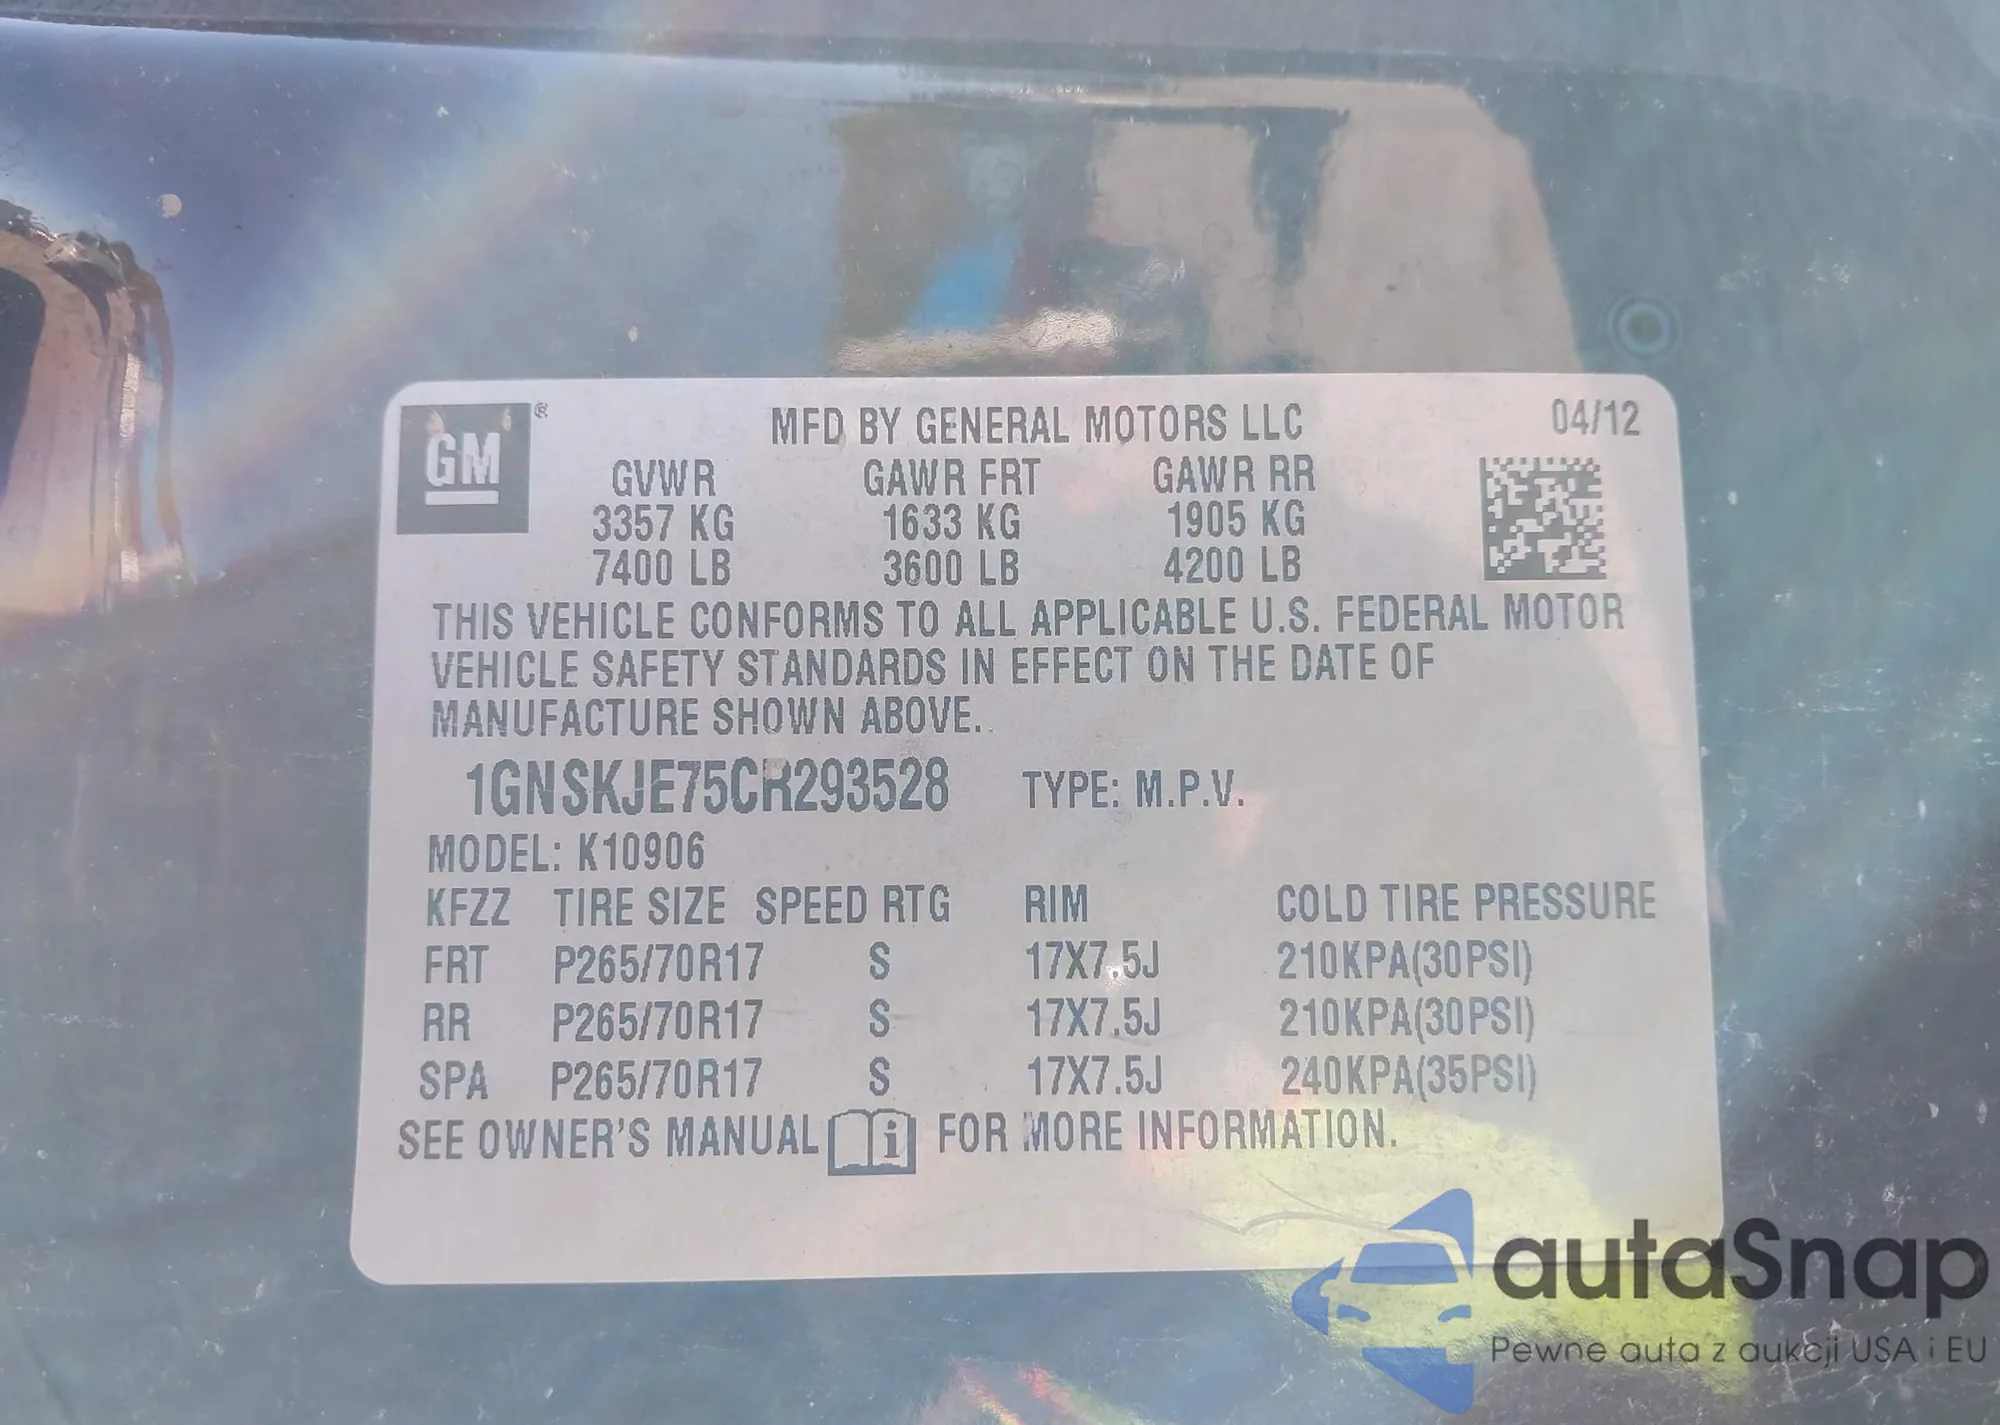 GM ®
MFD BY GENERAL MOTORS LLC 04/12
GVWR GAWR FRT GAWR RR
3357 KG 1633 KG 1905 KG
7400 LB 3600 LB 4200 LB
THIS VEHICLE CONFORMS TO ALL APPLICABLE U.S. FEDERAL MOTOR
VEHICLE SAFETY STANDARDS IN EFFECT ON THE DATE OF
MANUFACTURE SHOWN ABOVE.
1GNSKJE75CR293528 TYPE: M.P.V.
MODEL: K10906
KFZZ TIRE SIZE SPEED RTG RIM COLD TIRE PRESSURE
FRT P265/70R17 S 17X7.5J 210KPA(30PSI)
RR P265/70R17 S 17X7.5J 210KPA(30PSI)
SPA P265/70R17 S 17X7.5J 240KPA(35PSI)
SEE OWNER'S MANUAL i FOR MORE INFORMATION.
autaSnap
Pewne auta z aukcji USA i EU